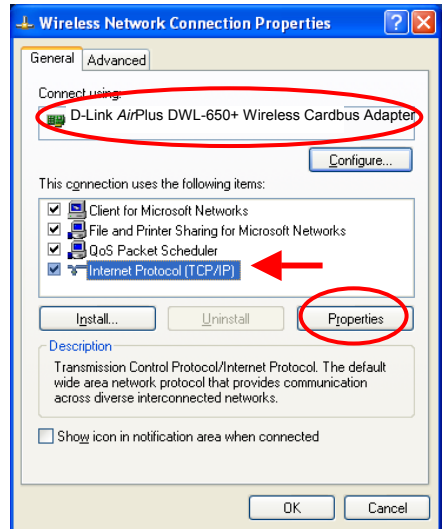 Wireless Network Connection Properties
General Advanced
Connect using:
D-Link AirPlus DWL-650+ Wireless Cardbus Adapter
Configure...
This connection uses the following items:
Client for Microsoft Networks
File and Printer Sharing for Microsoft Networks
QoS Packet Scheduler
Internet Protocol (TCP/IP)
Install... Uninstall Properties
Description
Transmission Control Protocol/Internet Protocol. The default
wide area network protocol that provides communication
across diverse interconnected networks.
Show icon in notification area when connected
OK Cancel